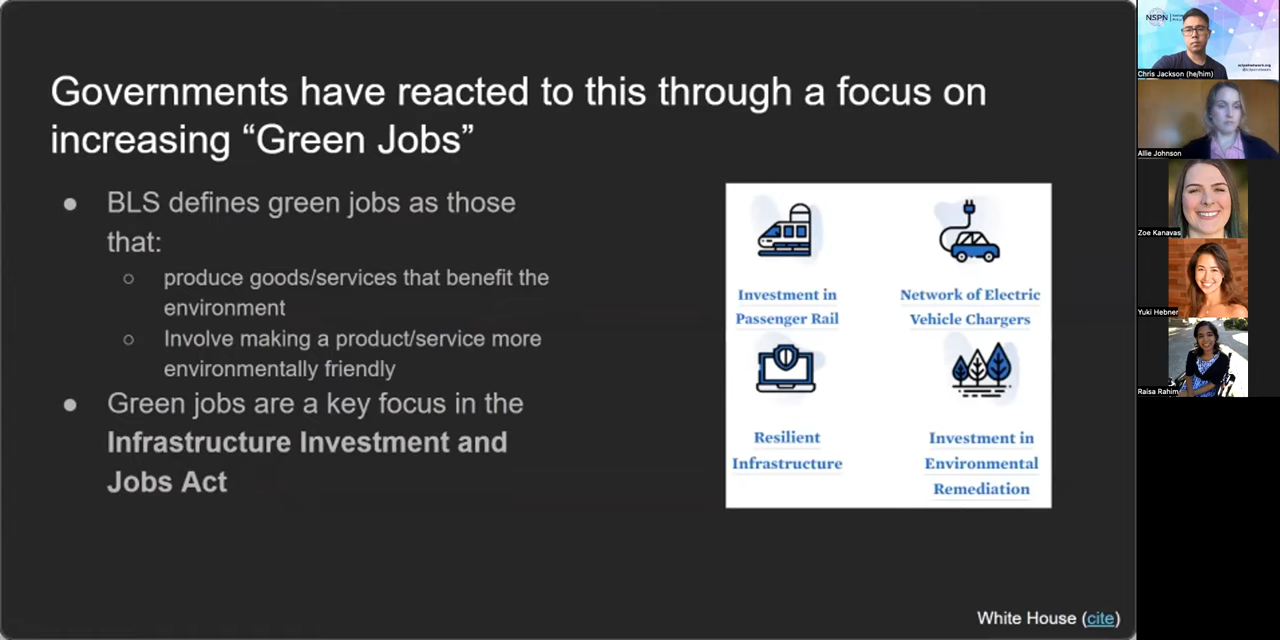 Governments have reacted to this through a focus on
increasing “Green Jobs”
● BLS defines green jobs as those
that:
○ produce goods/services that benefit the
environment
○ Involve making a product/service more
environmentally friendly
● Green jobs are a key focus in the
Infrastructure Investment and
Jobs Act
Investment in
Passenger Rail
Network of Electric
Vehicle Chargers
Resilient
Infrastructure
Investment in
Environmental
Remediation
White House (cite)
NSPN
Chris Jackson (he/him)
Allie Johnson
Zoe Kanavas
Yuki Hebner
Raisa Rahim